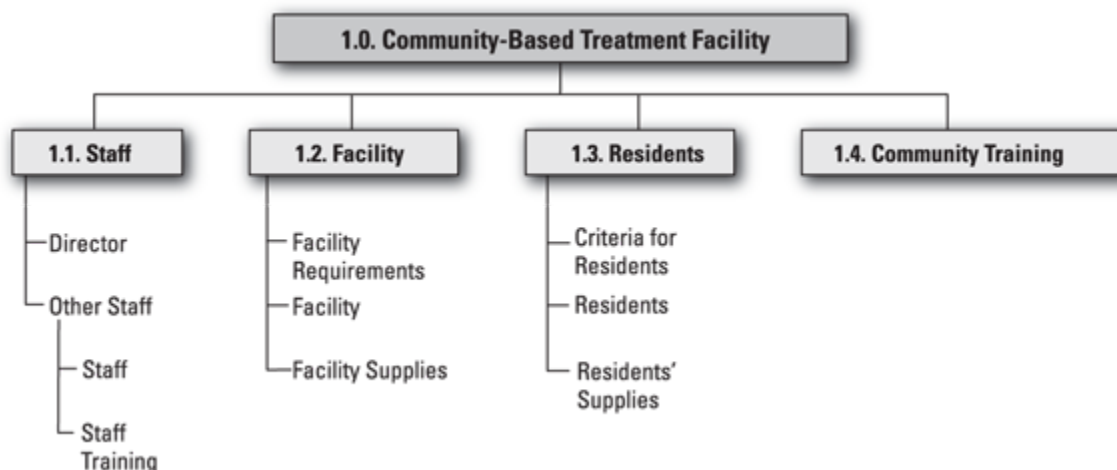 1.0. Community-Based Treatment Facility
1.1. Staff
Director
Other Staff
Staff
Staff
Training
1.2. Facility
Facility
Requirements
Facility
Facility Supplies
1.3. Residents
Criteria for
Residents
Residents
Residents’
Supplies
1.4. Community Training